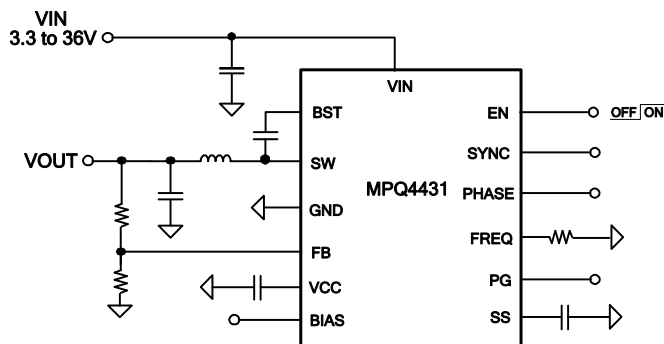 VIN
3.3 to 36V
VIN
BST
EN
OFF ON
SYNC
VOUT
SW
MPQ4431
PHASE
GND
FREQ
FB
PG
VCC
SS
BIAS